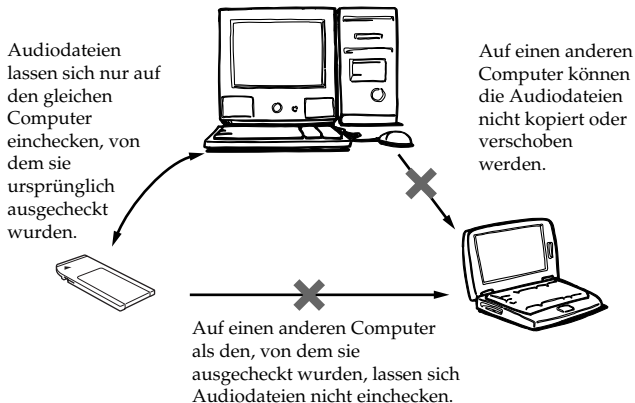 Audiodateien
lassen sich nur auf
den gleichen
Computer
einchecken, von
dem sie
ursprünglich
ausgecheckt
wurden.
Auf einen anderen
Computer können
die Audiodateien
nicht kopiert oder
verschoben
werden.
Auf einen anderen Computer
als den, von dem sie
ausgecheckt wurden, lassen sich
Audiodateien nicht einchecken.